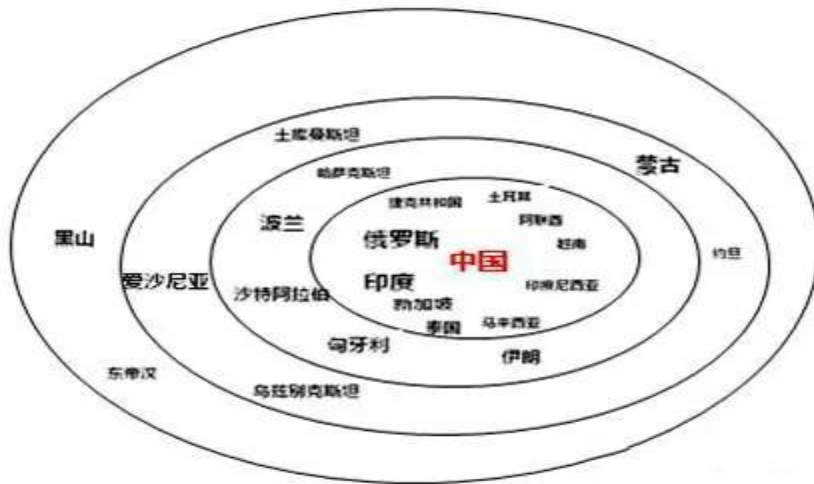 土库曼斯坦
蒙古
哈萨克斯坦
捷克共和国
土耳其
阿联酋
波兰
黑山
俄罗斯
越南
中国
约旦
爱沙尼亚
印度
沙特阿拉伯
印度尼西亚
新加坡
泰国
马来西亚
匈牙利
伊朗
东帝汶
乌兹别克斯坦